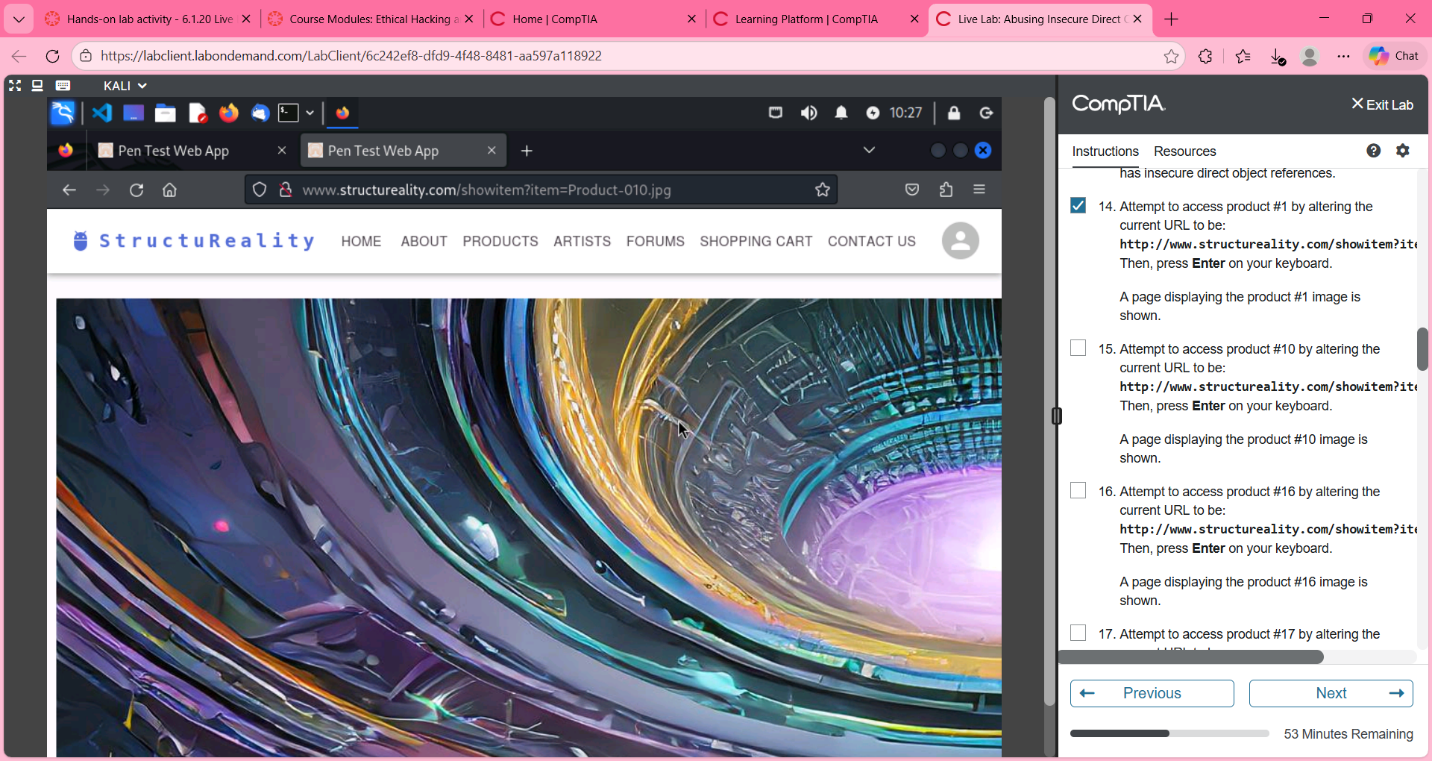 Hands-on lab activity - 6.1.20 Live
Course Modules: Ethical Hacking a
Home | CompTIA
Learning Platform | CompTIA
Live Lab: Abusing Insecure Direct
https://labclient.labondemand.com/LabClient/6c242ef8-dfd9-4f48-8481-aa597a118922
Chat
KALI
10:27
Pen Test Web App
Pen Test Web App
www.structureality.com/showitem?item=Product-010.jpg
StructuReality
HOME
ABOUT
PRODUCTS
ARTISTS
FORUMS
SHOPPING CART
CONTACT US
CompTIA.
Exit Lab
Instructions
Resources
has insecure direct object references.
14. Attempt to access product #1 by altering the
current URL to be:
http://www.structureality.com/showitem?ite
Then, press Enter on your keyboard.
A page displaying the product #1 image is
shown.
15. Attempt to access product #10 by altering the
current URL to be:
http://www.structureality.com/showitem?ite
Then, press Enter on your keyboard.
A page displaying the product #10 image is
shown.
16. Attempt to access product #16 by altering the
current URL to be:
http://www.structureality.com/showitem?ite
Then, press Enter on your keyboard.
A page displaying the product #16 image is
shown.
17. Attempt to access product #17 by altering the
Previous
Next
53 Minutes Remaining